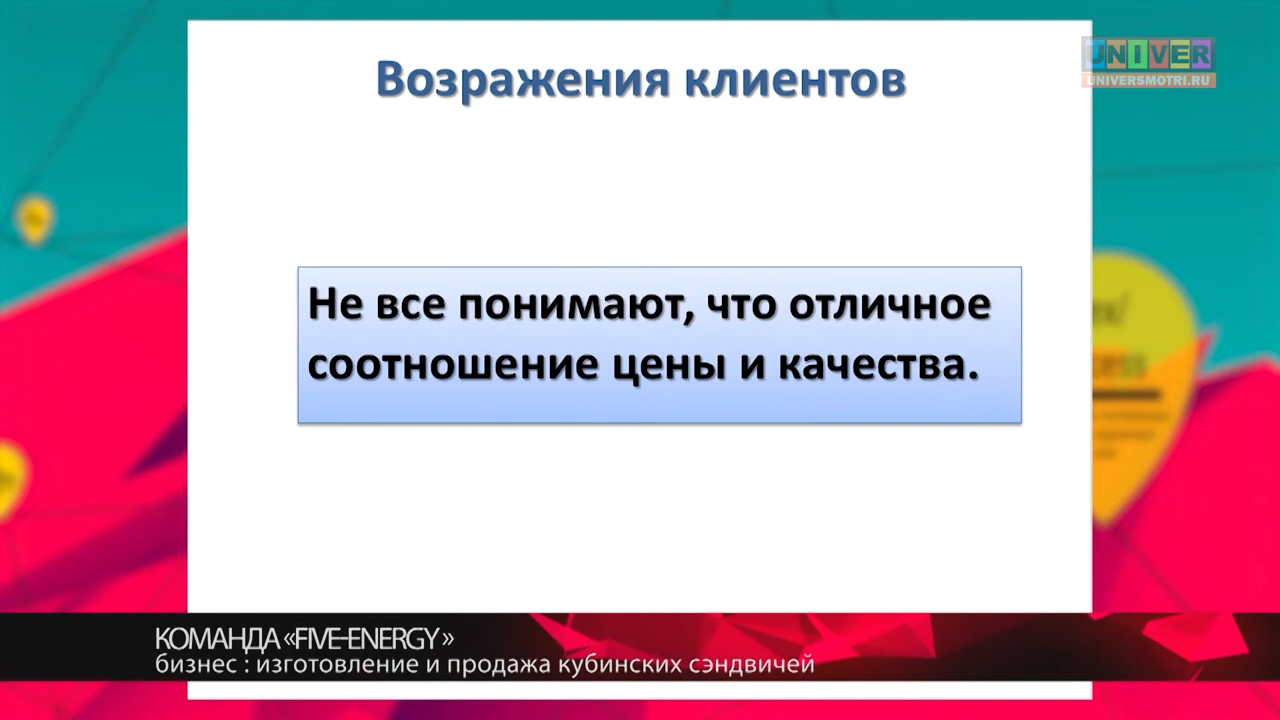 Возражения клиентов
UNIVER
UNIVERSMOTRI.RU
Не все понимают, что отличное
соотношение цены и качества.
КОМАНДА «FIVE-ENERGY»
бизнес : изготовление и продажа кубинских сэндвичей